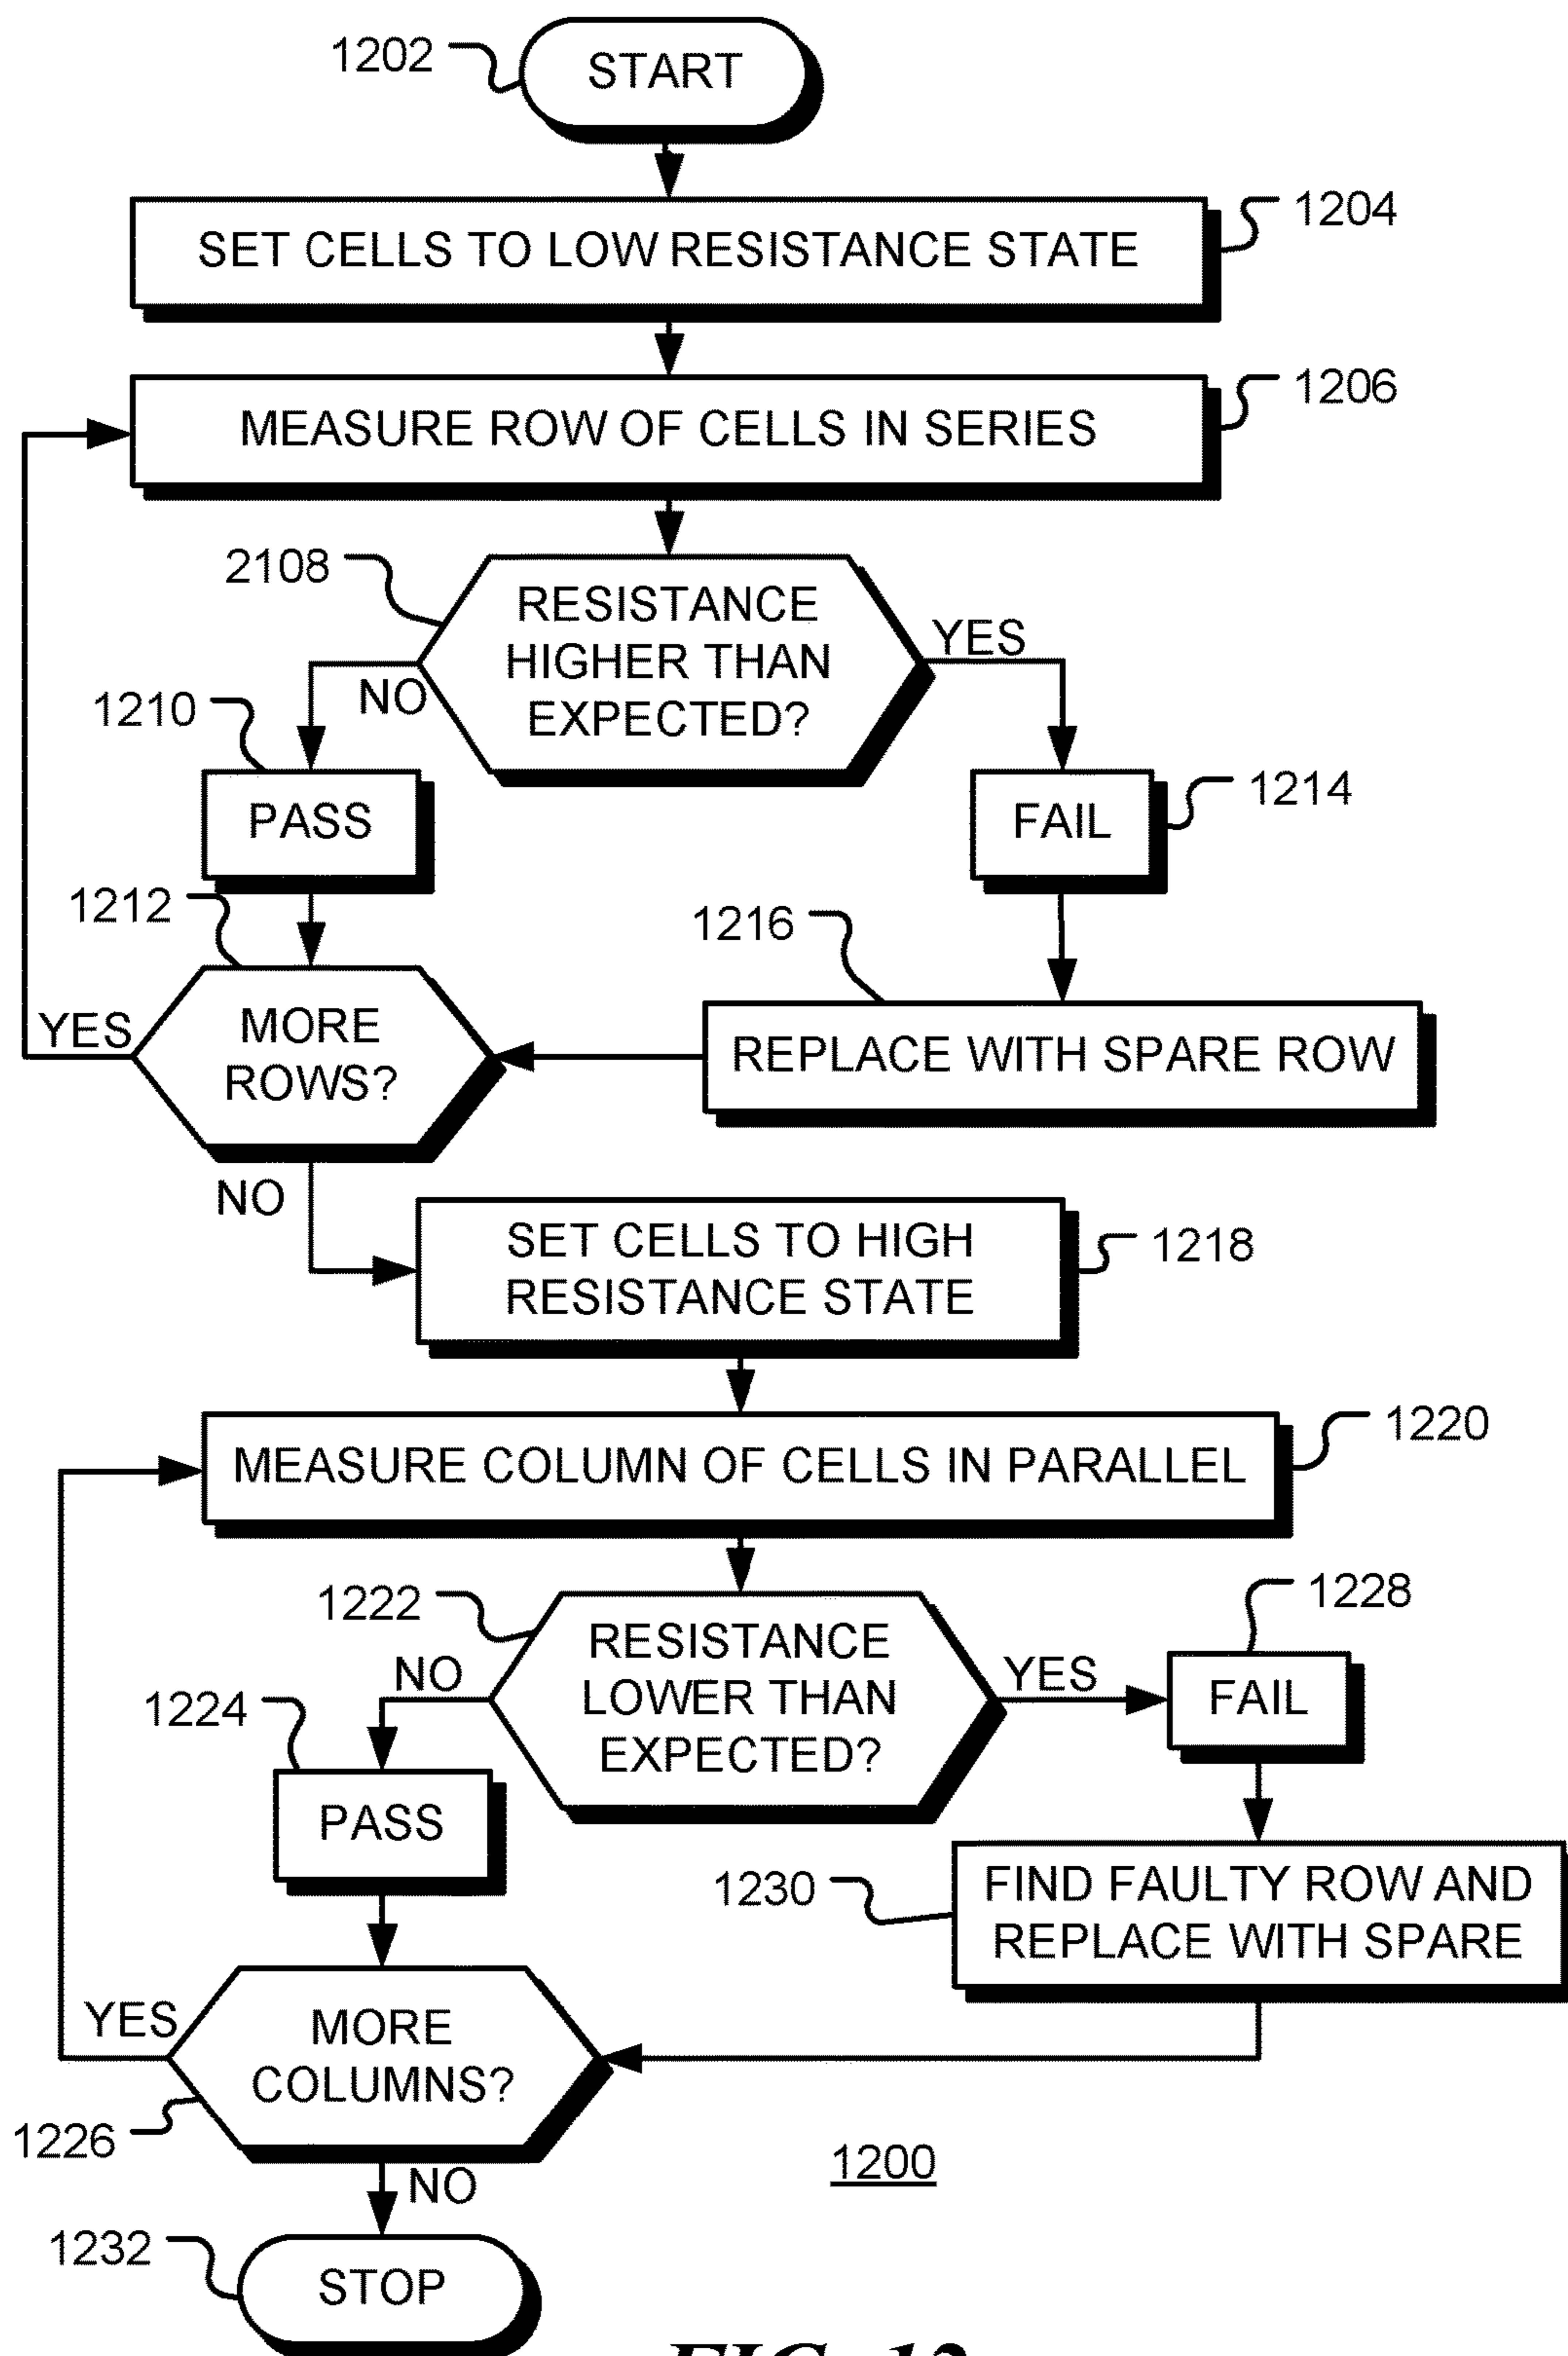 1202
START
1204
SET CELLS TO LOW RESISTANCE STATE
1206
MEASURE ROW OF CELLS IN SERIES
2108
RESISTANCE
HIGHER THAN
EXPECTED?
YES
NO
1210
PASS
1214
FAIL
1212
1216
YES
MORE
ROWS?
REPLACE WITH SPARE ROW
NO
SET CELLS TO HIGH
RESISTANCE STATE
1218
1220
MEASURE COLUMN OF CELLS IN PARALLEL
1222
1228
RESISTANCE
LOWER THAN
EXPECTED?
NO
YES
FAIL
1224
PASS
1230
FIND FAULTY ROW AND
REPLACE WITH SPARE
YES
MORE
COLUMNS?
1226
1200
NO
1232
STOP
FIG. 12